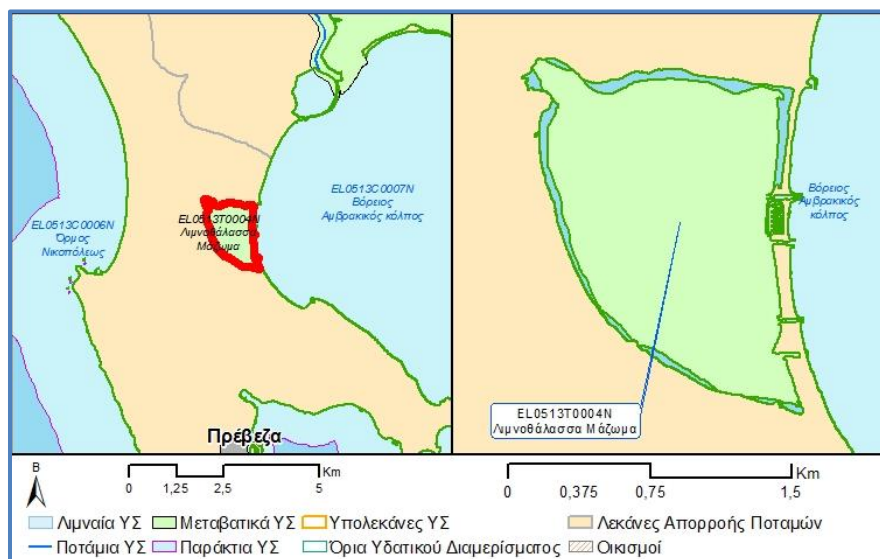 EL0513C0006N
Όρμος
Νικοπόλεως
EL0513T0004N
Λιμνοθάλασσα
Μάζωμα
EL0513C0007N
Βόρειος
Αμβρακικός κόλπος
Πρέβεζα
Βόρειος
Αμβρακικός
κόλπος
EL0513T0004N
Λιμνοθάλασσα Μάζωμα
Β
0 1,25 2,5 5 Km
0 0,375 0,75 1,5 Km
Λιμναία ΥΣ Μεταβατικά ΥΣ Υπολεκάνες ΥΣ Λεκάνες Απορροής Ποταμών
Ποτάμια ΥΣ Παράκτια ΥΣ Όρια Υδατικού Διαμερίσματος Οικισμοί